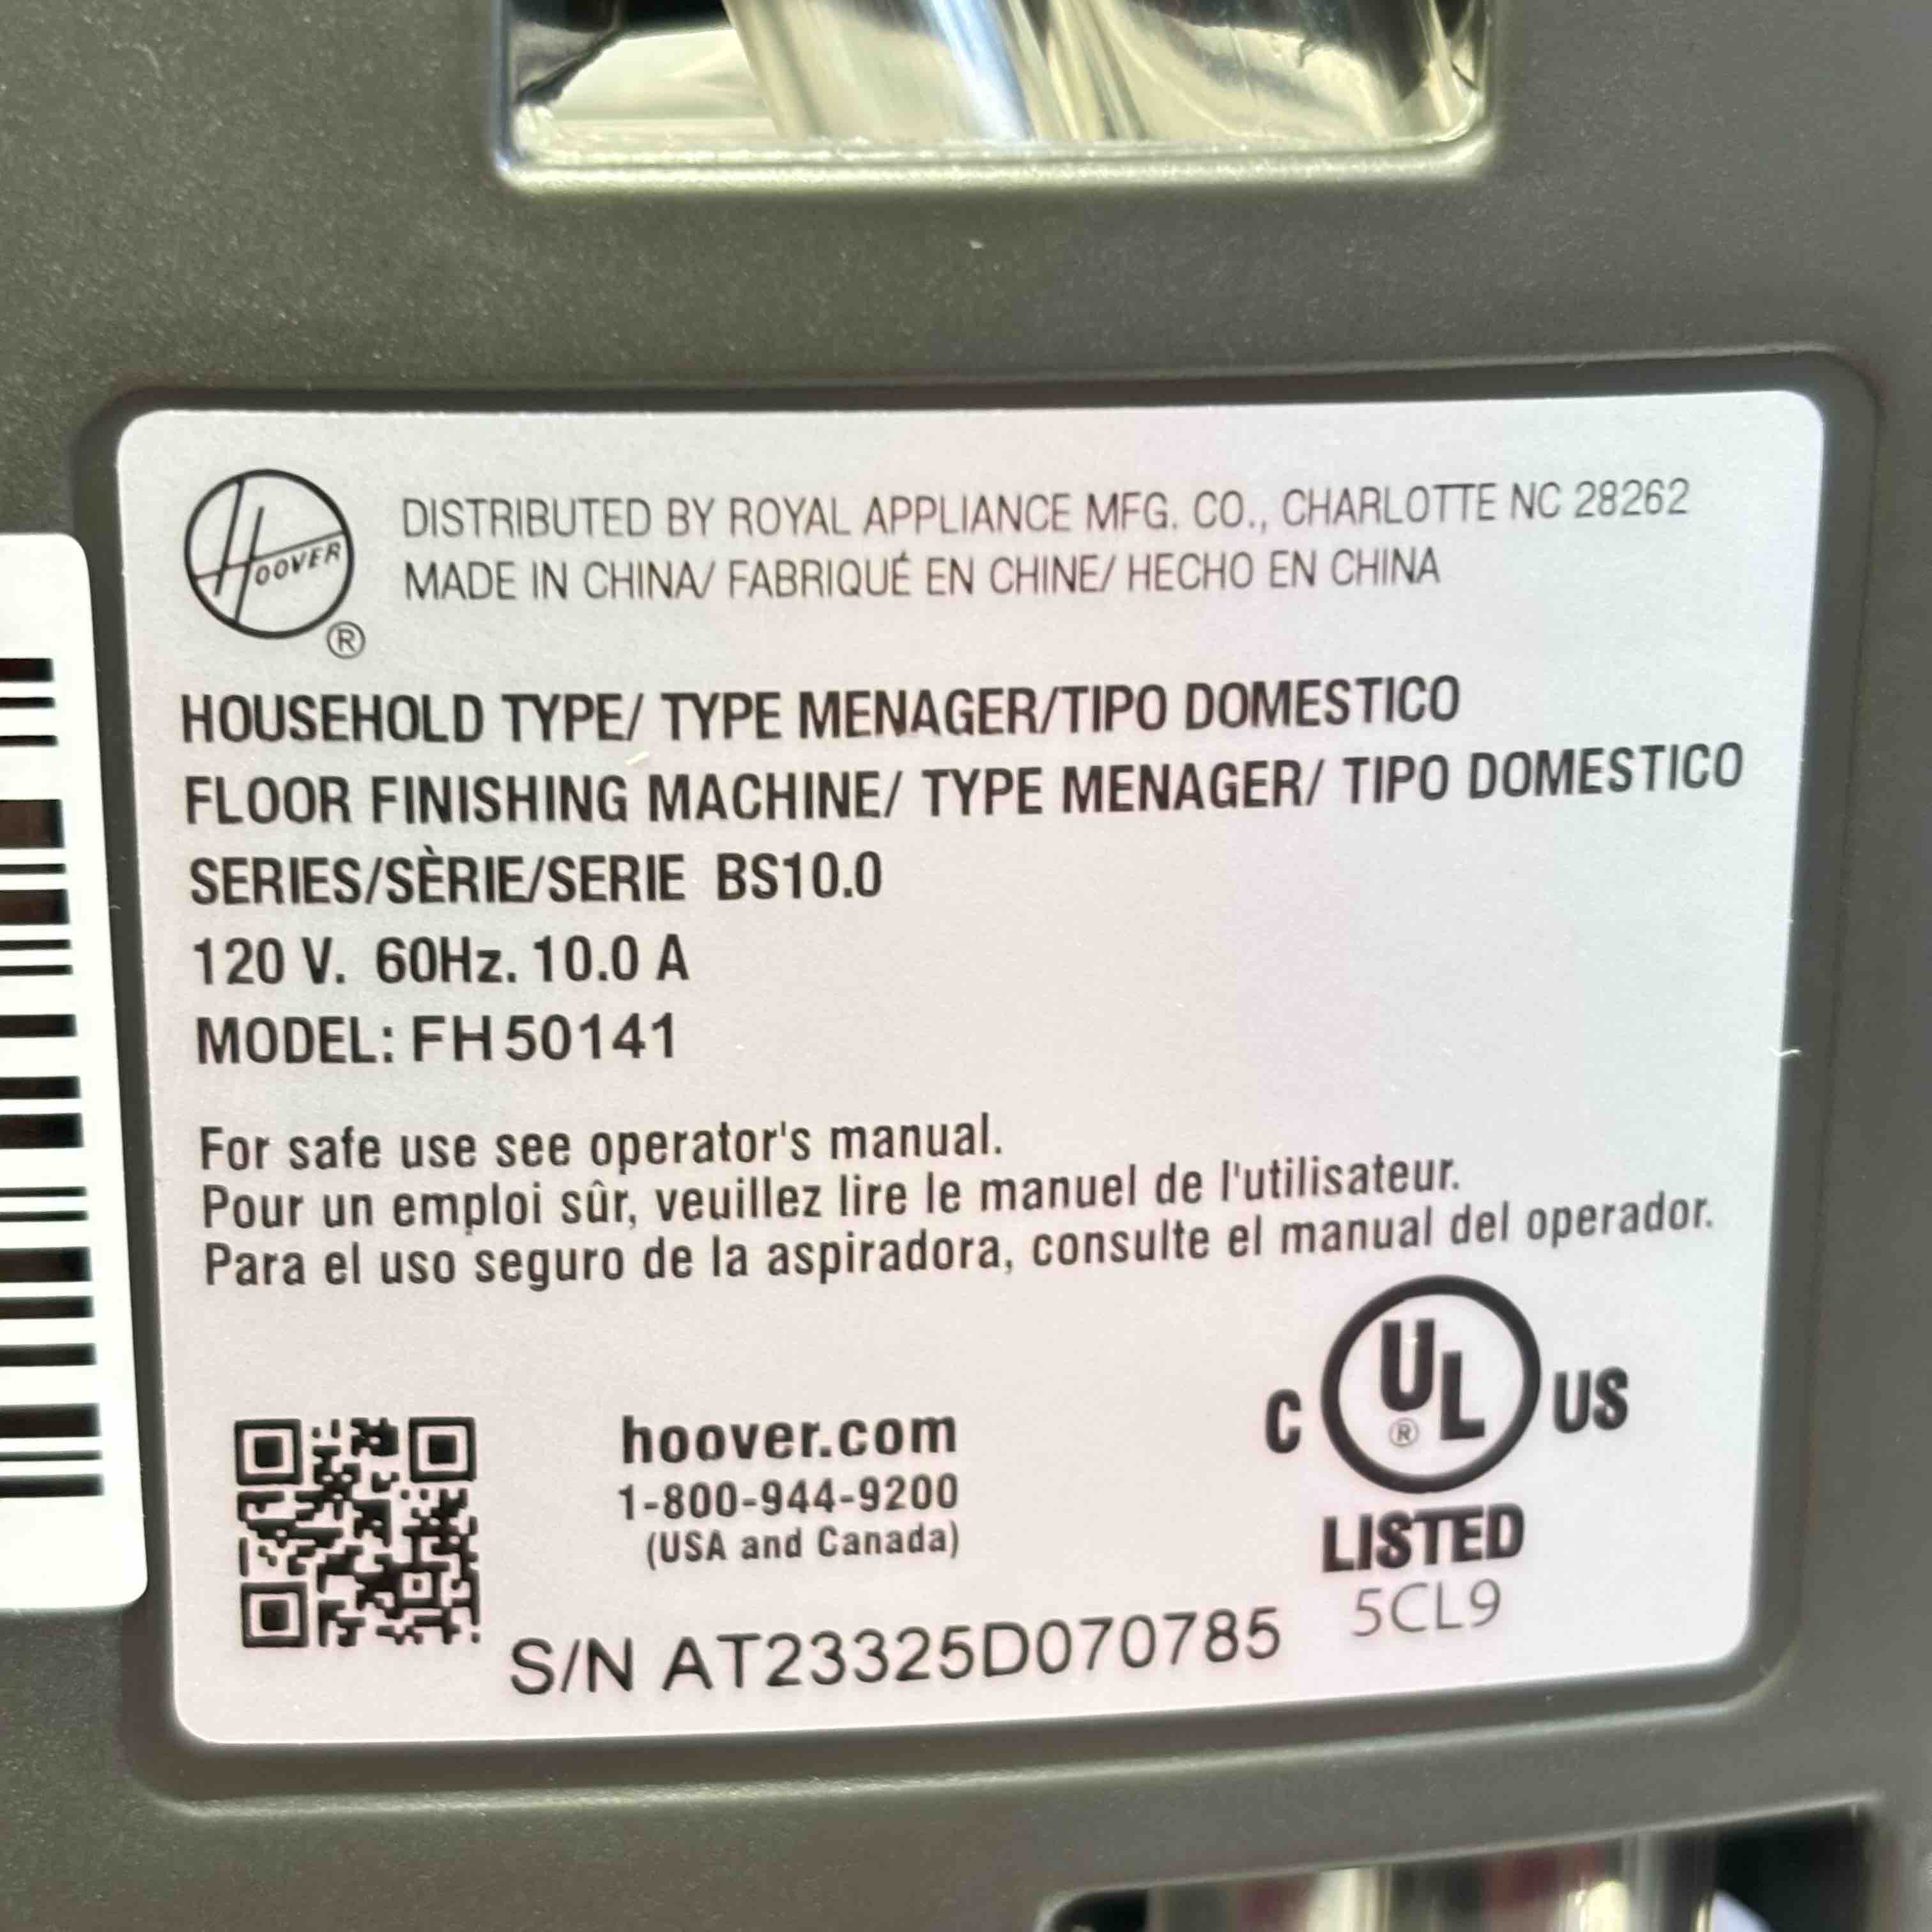 HOOVER
®
DISTRIBUTED BY ROYAL APPLIANCE MFG. CO., CHARLOTTE NC 28262
MADE IN CHINA/ FABRIQUÉ EN CHINE/ HECHO EN CHINA
HOUSEHOLD TYPE/ TYPE MENAGER/TIPO DOMESTICO
FLOOR FINISHING MACHINE/ TYPE MENAGER/ TIPO DOMESTICO
SERIES/SÈRIE/SERIE BS10.0
120 V. 60Hz. 10.0 A
MODEL: FH50141
For safe use see operator's manual.
Pour un emploi sûr, veuillez lire le manuel de l'utilisateur.
Para el uso seguro de la aspiradora, consulte el manual del operador.
hoover.com
1-800-944-9200
(USA and Canada)
C UL ® US
LISTED
5CL9
S/N AT23325D070785